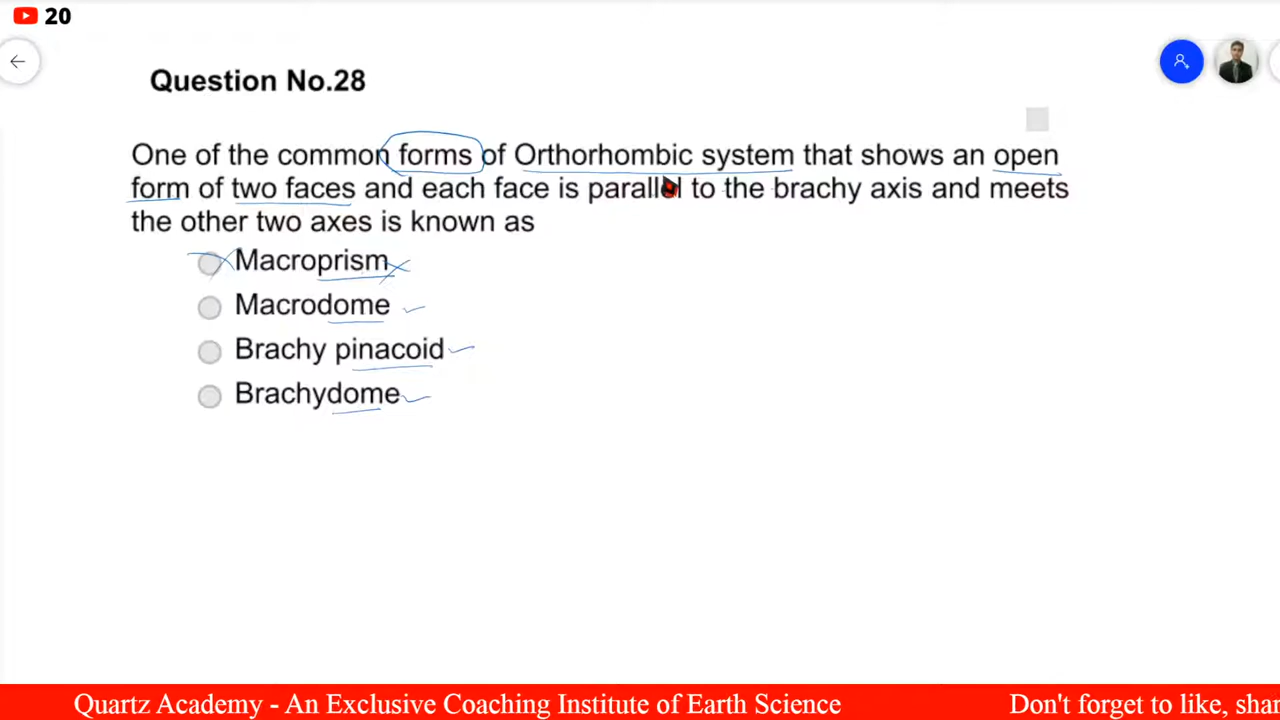 20
Question No.28
One of the common forms of Orthorhombic system that shows an open
form of two faces and each face is parallel to the brachy axis and meets
the other two axes is known as
Macroprism
Macrodome
Brachy pinacoid
Brachydome
Quartz Academy - An Exclusive Coaching Institute of Earth Science Don't forget to like, shar